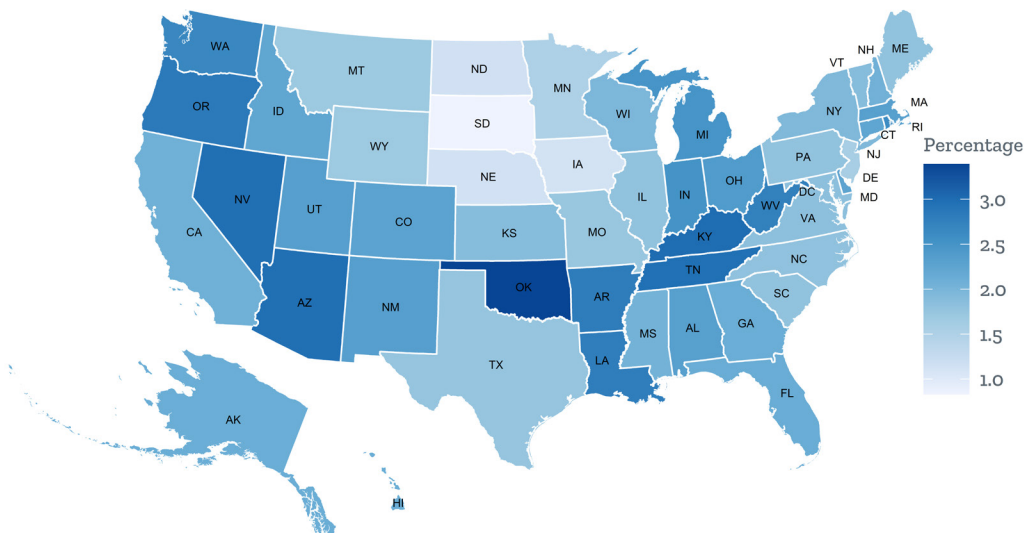 WA
MT
ND
MN
OR
ID
SD
WI
MI
WY
NE
IA
NV
UT
CO
KS
MO
IL
IN
OH
PA
NY
VT
NH
ME
MA
RI
CT
NJ
DE
MD
DC
WV
VA
KY
NC
TN
SC
CA
AZ
NM
OK
AR
TX
LA
MS
AL
GA
FL
AK
HI
Percentage
3.0
2.5
2.0
1.5
1.0